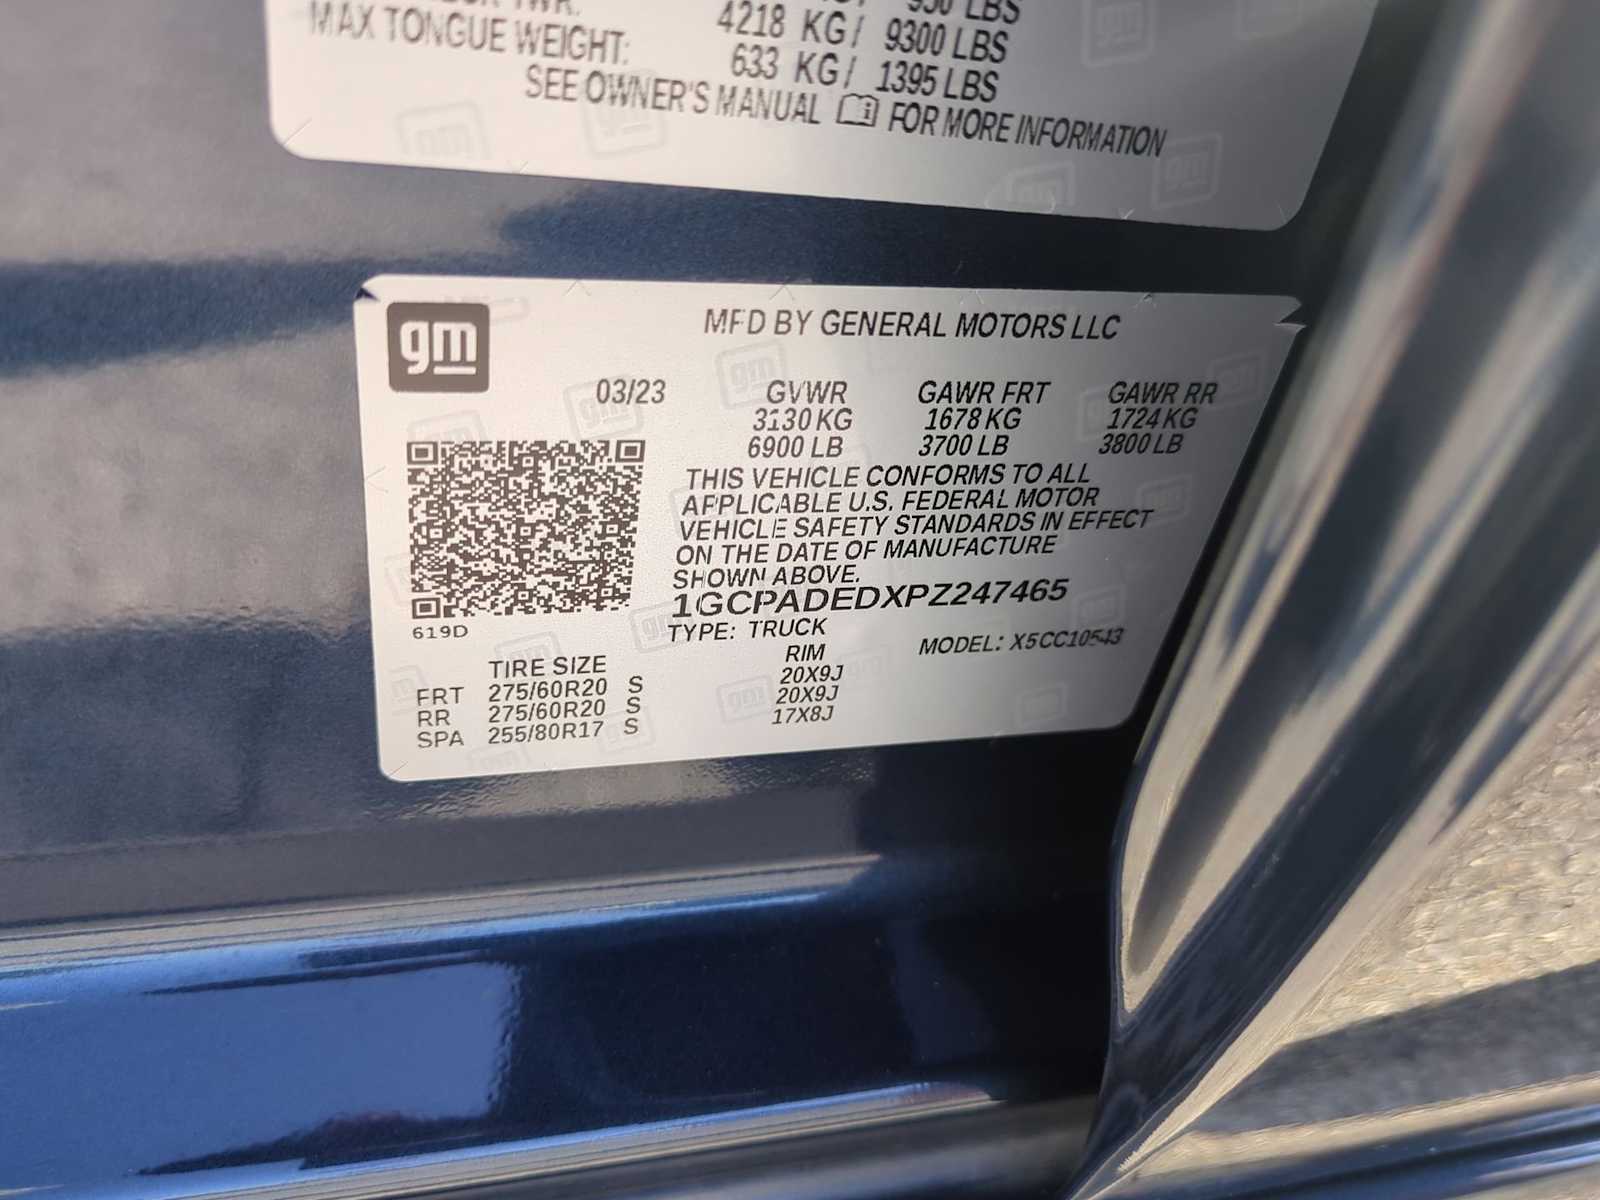 TWR: 4218 KG/ 9300 LBS
MAX TONGUE WEIGHT: 633 KG/ 1395 LBS
SEE OWNER'S MANUAL FOR MORE INFORMATION
gm
MFD BY GENERAL MOTORS LLC
03/23 GVWR GAWR FRT GAWR RR
3130 KG 1678 KG 1724 KG
6900 LB 3700 LB 3800 LB
THIS VEHICLE CONFORMS TO ALL
APPLICABLE U.S. FEDERAL MOTOR
VEHICLE SAFETY STANDARDS IN EFFECT
ON THE DATE OF MANUFACTURE
SHOWN ABOVE.
1GCPADEDXPZ247465
619D
TYPE: TRUCK MODEL: X5CC10543
TIRE SIZE RIM
FRT 275/60R20 S 20X9J
RR 275/60R20 S 20X9J
SPA 255/80R17 S 17X8J